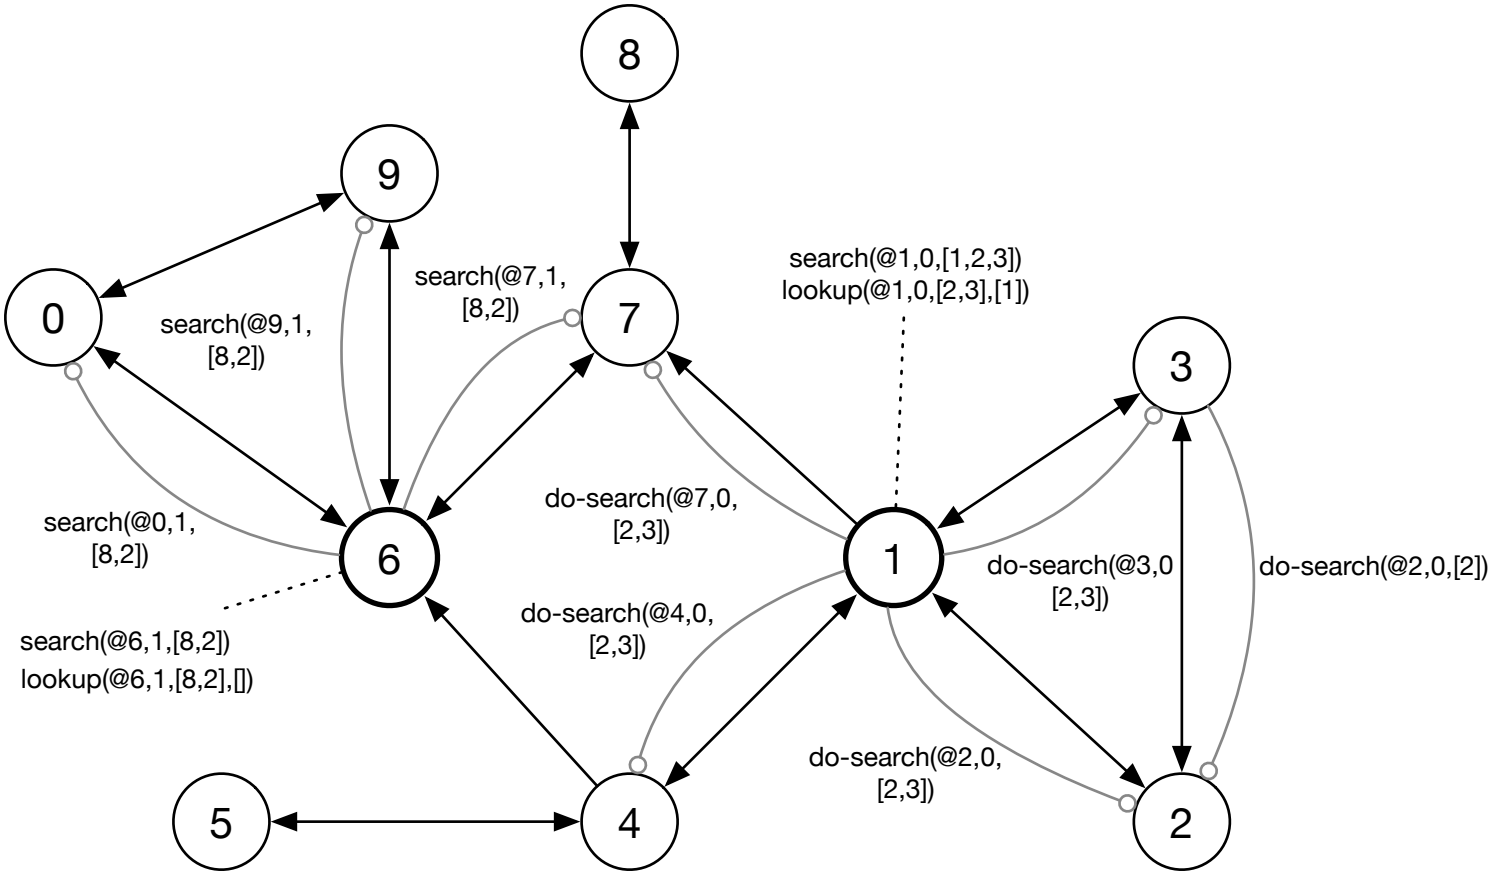 8
9
search(@7,1,
[8,2])
search(@1,0,[1,2,3])
lookup(@1,0,[2,3],[1])
0
search(@9,1,
[8,2])
7
3
do-search(@7,0,
[2,3])
search(@0,1,
[8,2])
6
1
do-search(@3,0
[2,3])
do-search(@2,0,[2])
do-search(@4,0,
[2,3])
search(@6,1,[8,2])
lookup(@6,1,[8,2],[])
do-search(@2,0,
[2,3])
5
4
2